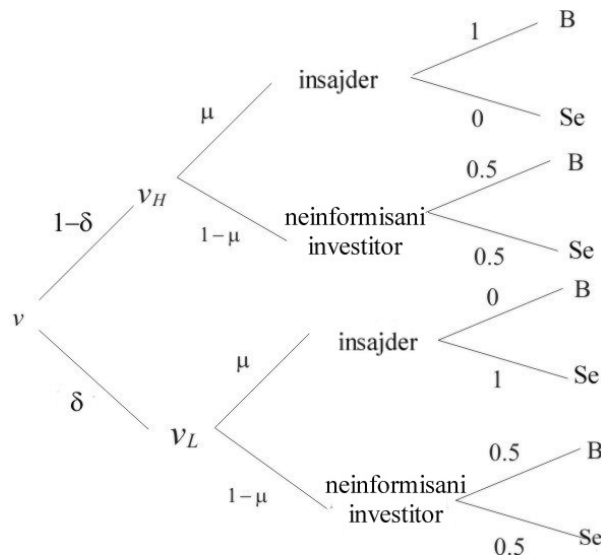 1
B
insajder
μ
0
Se
v_H
0.5
B
1−δ
1−μ
neinformisani
investitor
0.5
Se
v
0
B
μ
insajder
1
Se
δ
v_L
0.5
B
1−μ
neinformisani
investitor
0.5
Se